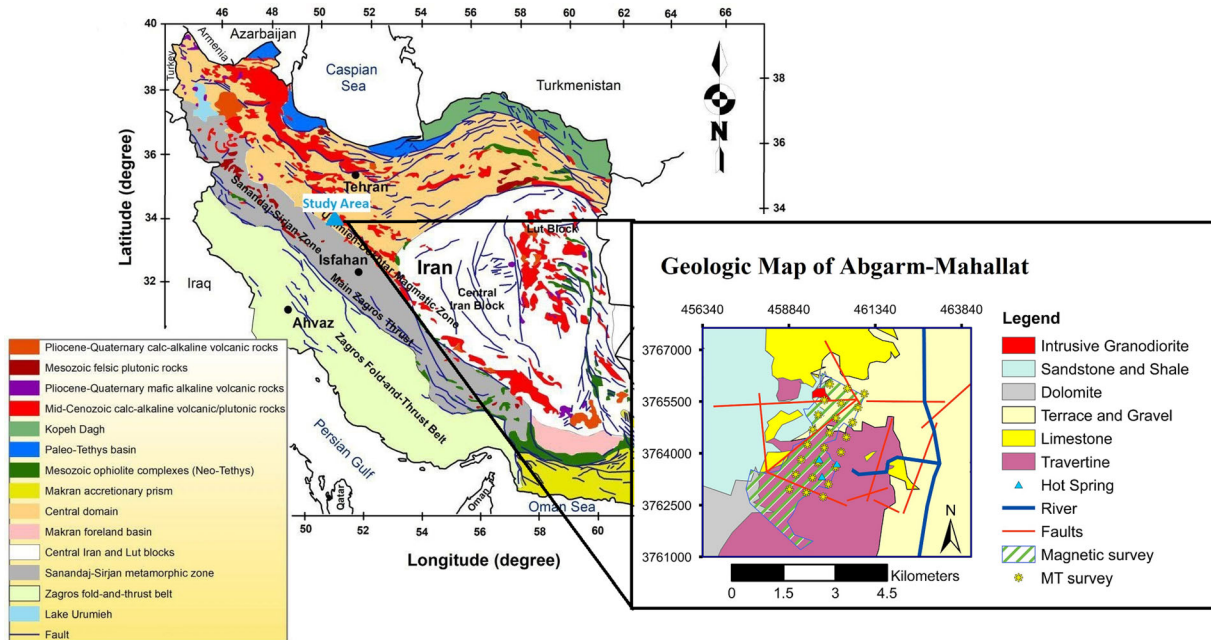 40
46
48
50
52
54
56
58
60
62
64
66
Azarbaijan
Armenia
Turkey
Caspian
Sea
Turkmenistan
38
38
N
36
36
Tehran
Study Area
34
34
Latitude (degree)
Sanandaj-Sirjan Zone
Isfahan
Iran
Lut Block
32
Iraq
Central
Iran Block
Main Zagros Thrust
Magmatic Zone
Ahvaz
Zagros Fold-and-Thrust Belt
Persian Gulf
Qatar
Oman
Oman Sea
50
52
54
56
58
60
62
Longitude (degree)
Pliocene-Quaternary calc-alkaline volcanic rocks
Mesozoic felsic plutonic rocks
Pliocene-Quaternary mafic alkaline volcanic rocks
Mid-Cenozoic calc-alkaline volcanic/plutonic rocks
Kopeh Dagh
Paleo-Tethys basin
Mesozoic ophiolite complexes (Neo-Tethys)
Makran accretionary prism
Central domain
Makran foreland basin
Central Iran and Lut blocks
Sanandaj-Sirjan metamorphic zone
Zagros fold-and-thrust belt
Lake Urumieh
Fault
Geologic Map of Abgarm-Mahallat
456340
458840
461340
463840
3767000
3765500
3764000
3762500
3761000
N
0
1.5
3
4.5
Kilometers
Legend
Intrusive Granodiorite
Sandstone and Shale
Dolomite
Terrace and Gravel
Limestone
Travertine
Hot Spring
River
Faults
Magnetic survey
MT survey